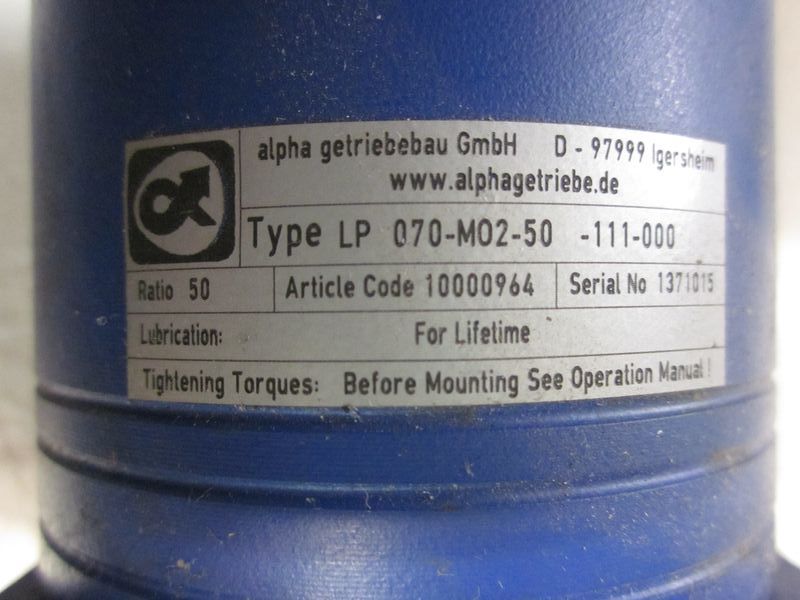 alpha getriebebau GmbH D - 97999 Igersheim
www.alphagetriebe.de
Type LP 070-MO2-50 -111-000
Ratio 50 Article Code 10000964 Serial No 1371015
Lubrication: For Lifetime
Tightening Torques: Before Mounting See Operation Manual !